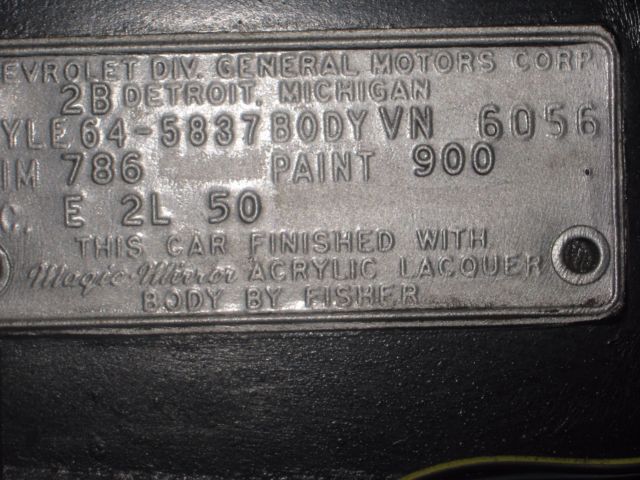 EVROLET DIV. GENERAL MOTORS CORP
2B DETROIT, MICHIGAN
YLE 64-5837 BODY VN 6056
IM 786 PAINT 900
C. E 2L 50
THIS CAR FINISHED WITH
Magic-Mirror ACRYLIC LACQUER
BODY BY FISHER